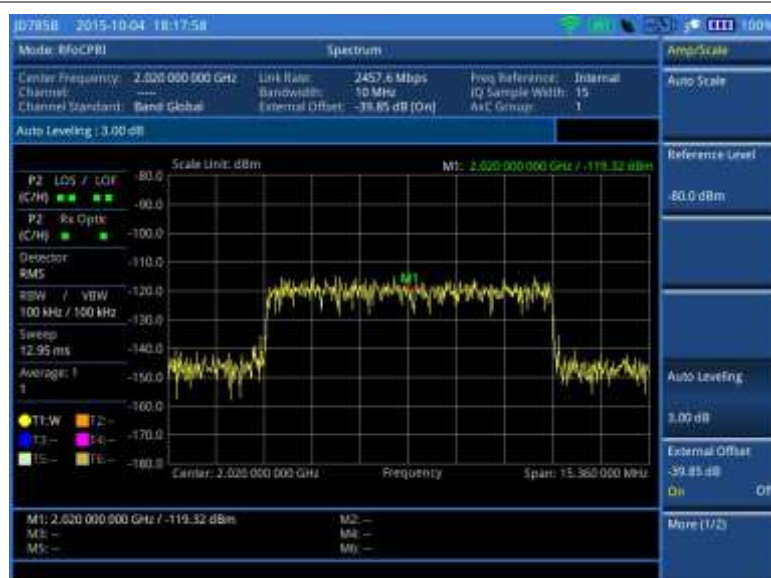 JD785B 2015-10-04 18:17:58
100%
Mode: RFoCPRI
Spectrum
Amp/Scale
Center Frequency: 2.020 000 000 GHz
Link Rate: 2457.6 Mbps
Freq Reference: Internal
Channel: ----
Bandwidth: 10 MHz
IQ Sample Width: 15
Channel Standard: Band Global
External Offset: -39.85 dB [On]
AxC Group: 1
Auto Scale
Auto Leveling : 3.00 dB
Scale Unit: dBm
M1: 2.020 000 000 GHz / -119.32 dBm
Reference Level
-80.0 dBm
P2 LOS / LOF
(C/H)
P2 Rx Optic
(C/H)
Detector
RMS
RBW / VBW
100 kHz / 100 kHz
Sweep
12.95 ms
Average: 1
1
T1:W T2:--
T3:-- T4:--
T5:-- T6:--
-80.0
-90.0
-100.0
-110.0
-120.0
-130.0
-140.0
-150.0
-160.0
-170.0
-180.0
M1
Center: 2.020 000 000 GHz
Frequency
Span: 15.360 000 MHz
Auto Leveling
3.00 dB
External Offset
-39.85 dB
On Off
More (1/2)
M1: 2.020 000 000 GHz / -119.32 dBm
M2: --
M3: --
M4: --
M5: --
M6: --